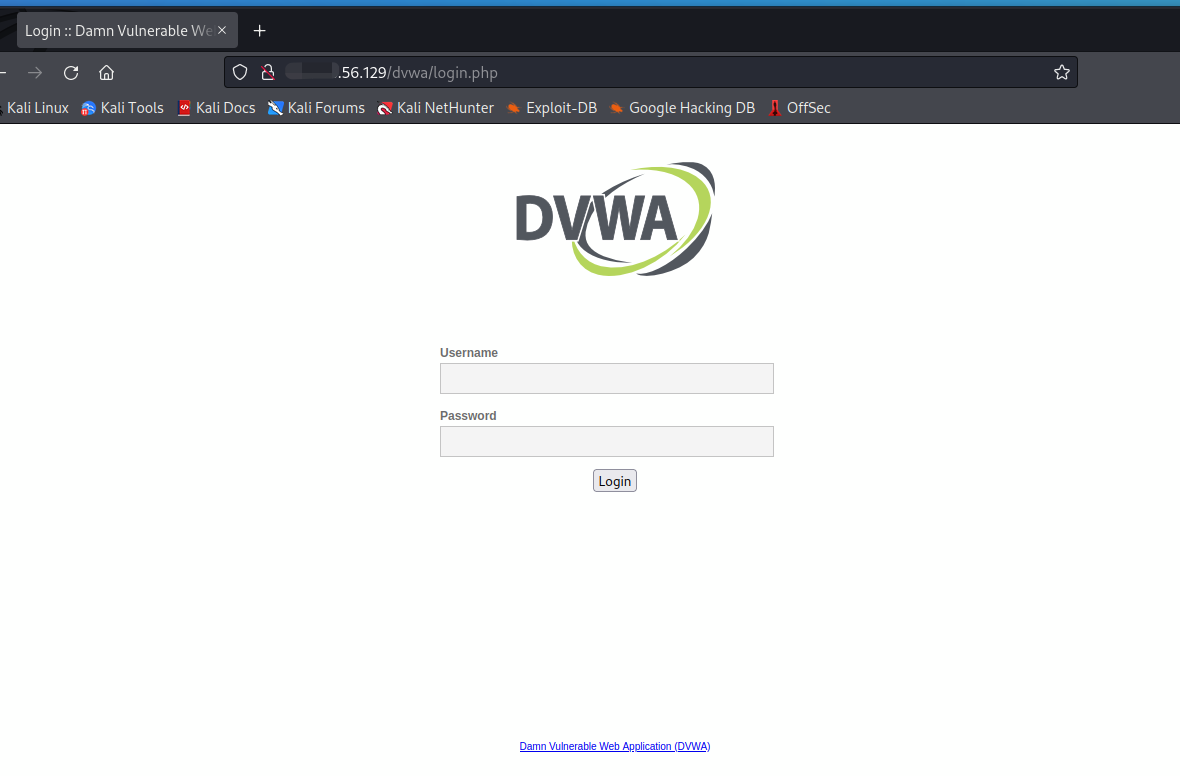 Login :: Damn Vulnerable We
.56.129/dvwa/login.php
Kali Linux Kali Tools Kali Docs Kali Forums Kali NetHunter Exploit-DB Google Hacking DB OffSec
DVWA
Username
Password
Login
Damn Vulnerable Web Application (DVWA)